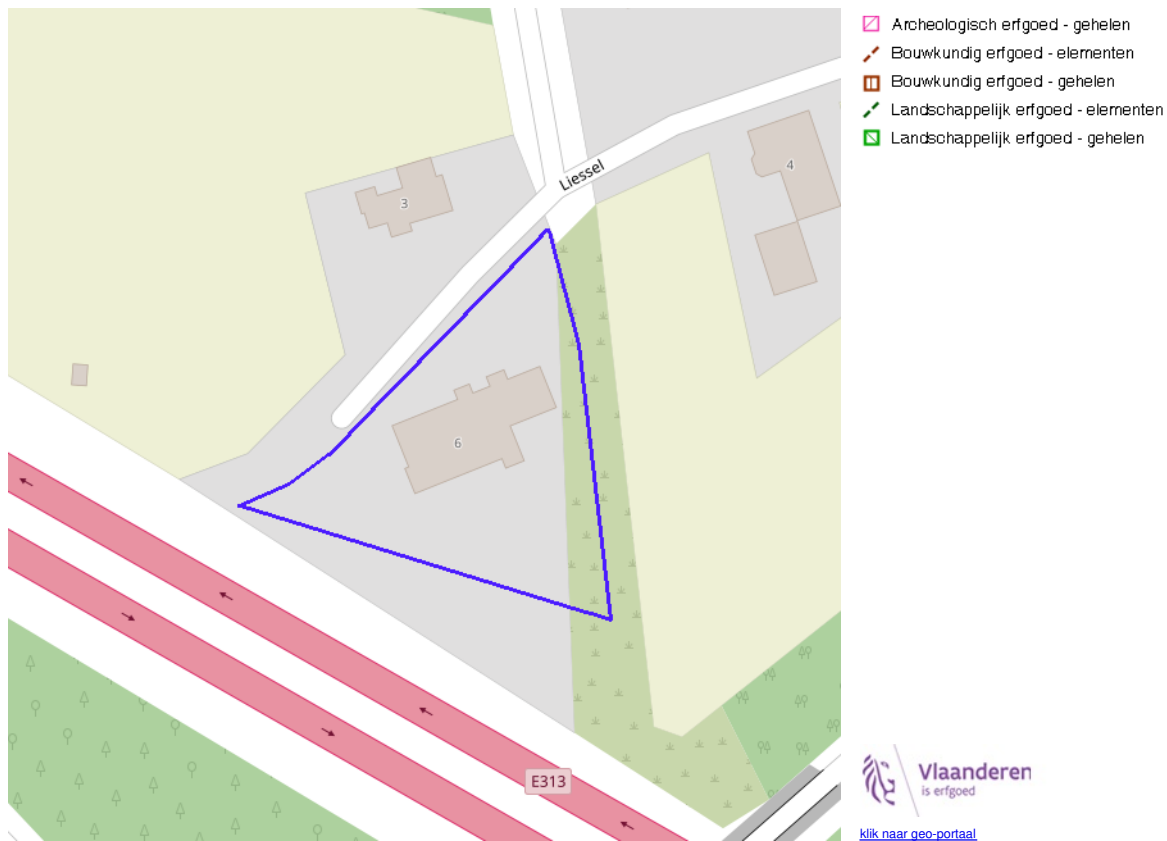 Archeologisch erfgoed - gehelen
Bouwkundig erfgoed - elementen
Bouwkundig erfgoed - gehelen
Landschappelijk erfgoed - elementen
Landschappelijk erfgoed - gehelen
Liessel
4
3
6
E313
Vlaanderen
is erfgoed
klik naar geo-portaal